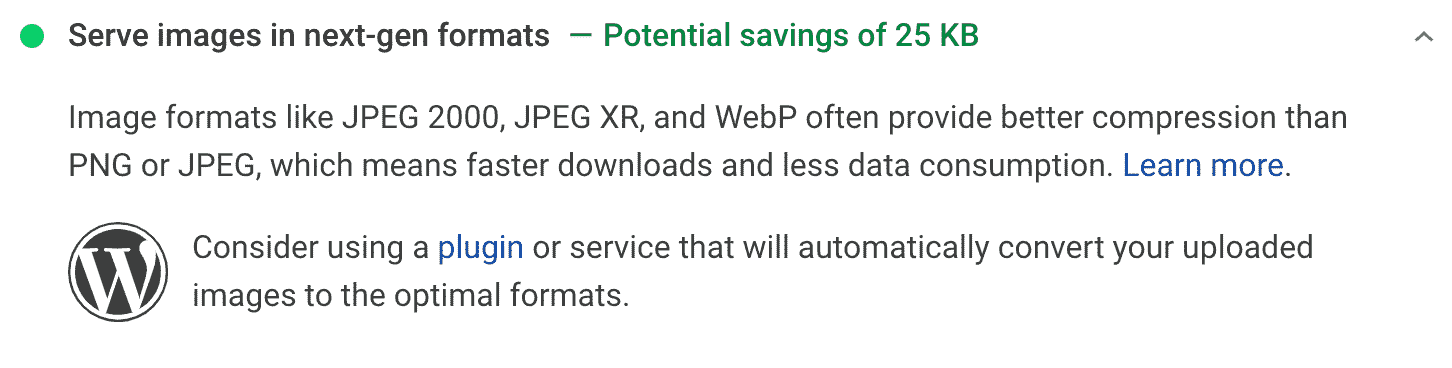 Serve images in next-gen formats — Potential savings of 25 KB
Image formats like JPEG 2000, JPEG XR, and WebP often provide better compression than
PNG or JPEG, which means faster downloads and less data consumption. Learn more.
Consider using a plugin or service that will automatically convert your uploaded
images to the optimal formats.